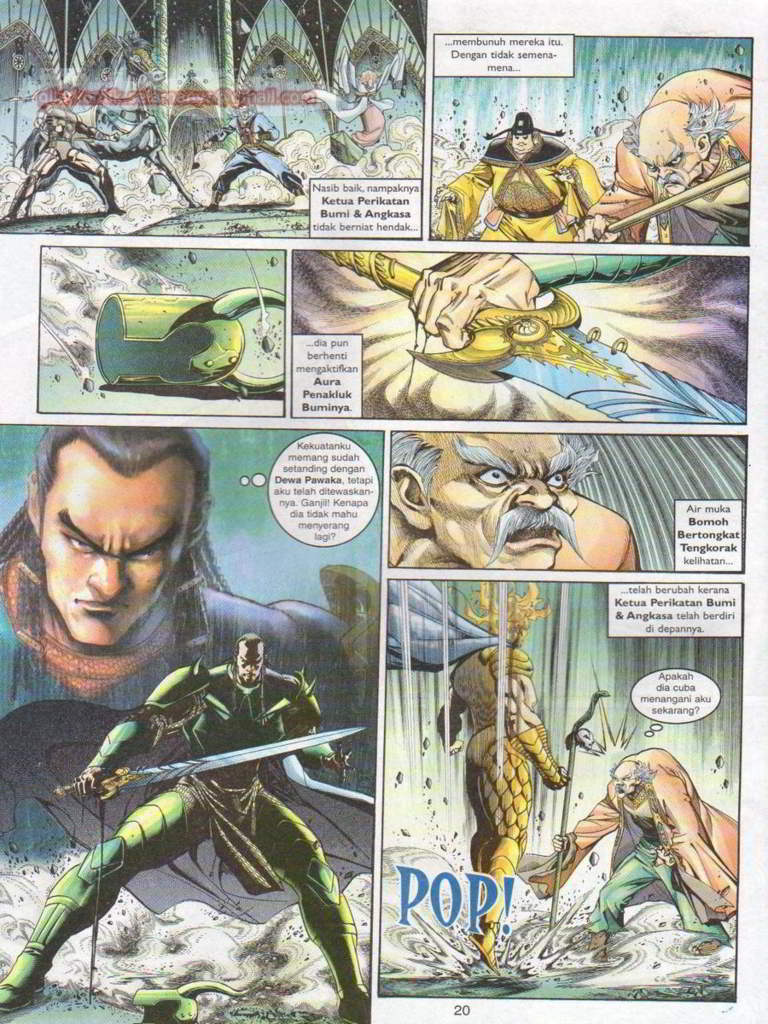 Nasib baik, nampaknya
Ketua Perikatan
Bumi & Angkasa
tidak berniat hendak...
...membunuh mereka itu.
Dengan tidak semena-
mena...
...dia pun
berhenti
mengaktifkan
Aura
Penakluk
Buminya.
Kekuatanku
memang sudah
setanding dengan
Dewa Pawaka, tetapi
aku telah ditewaskan-
nya. Ganjil! Kenapa
dia tidak mahu
menyerang
lagi?
Air muka
Bomoh
Bertongkat
Tengkorak
kelihatan...
...telah berubah kerana
Ketua Perikatan Bumi
& Angkasa telah berdiri
di depannya.
Apakah
dia cuba
menangani aku
sekarang?
POP!
20